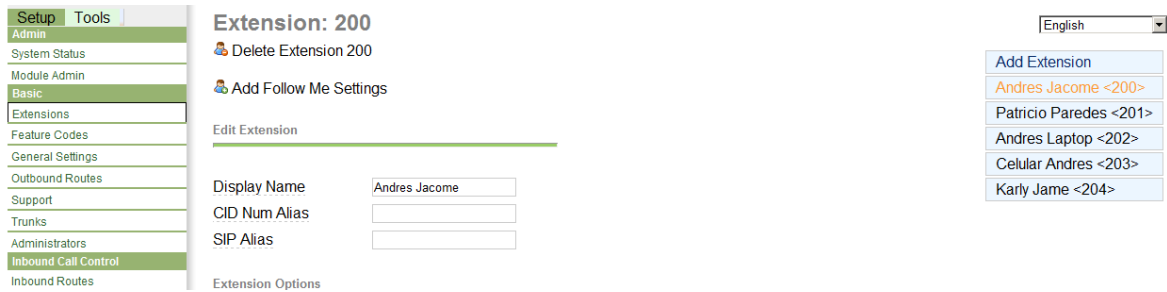 Setup Tools
Admin
System Status
Module Admin
Basic
Extensions
Feature Codes
General Settings
Outbound Routes
Support
Trunks
Administrators
Inbound Call Control
Inbound Routes
Extension: 200
Delete Extension 200
Add Follow Me Settings
Edit Extension
Display Name Andres Jacome
CID Num Alias
SIP Alias
Extension Options
English
Add Extension
Andres Jacome <200>
Patricio Paredes <201>
Andres Laptop <202>
Celular Andres <203>
Karly Jame <204>